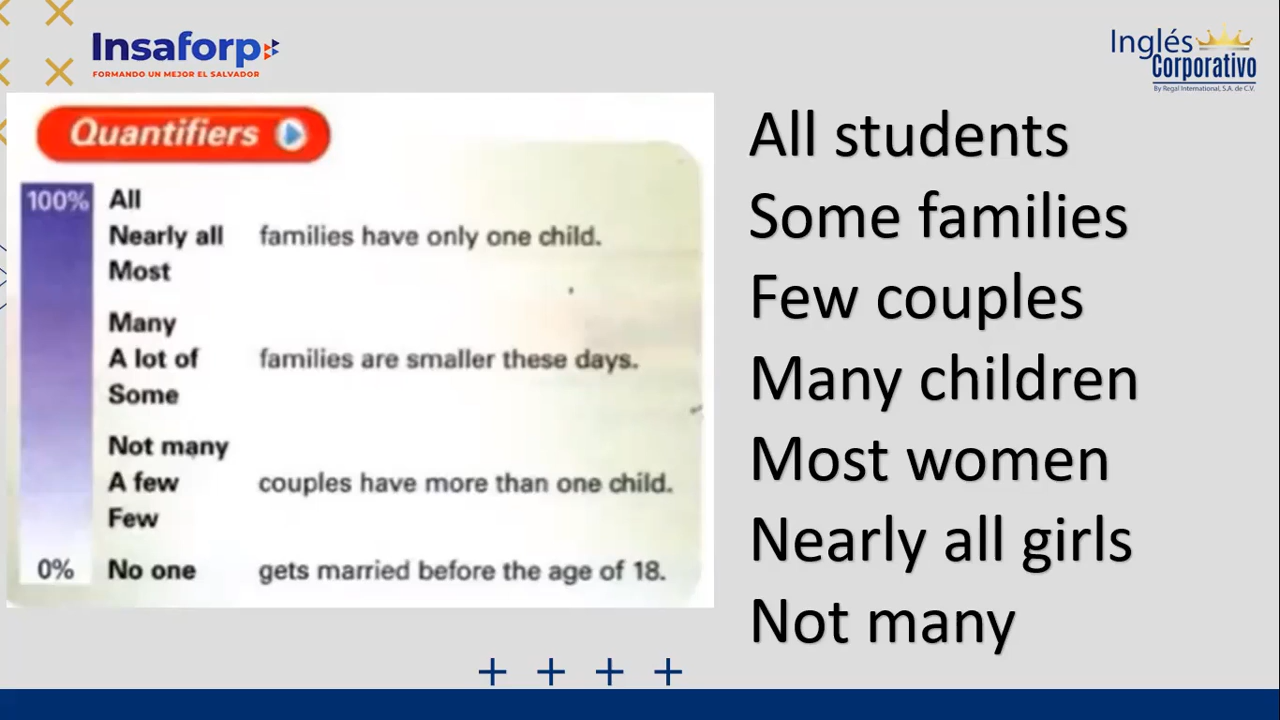 Insaforp
FORMANDO UN MEJOR EL SALVADOR
Inglés
Corporativo
By Regal International, S.A. de C.V.
Quantifiers
100% All
Nearly all families have only one child.
Most
Many
A lot of families are smaller these days.
Some
Not many
A few couples have more than one child.
Few
0% No one gets married before the age of 18.
All students
Some families
Few couples
Many children
Most women
Nearly all girls
Not many